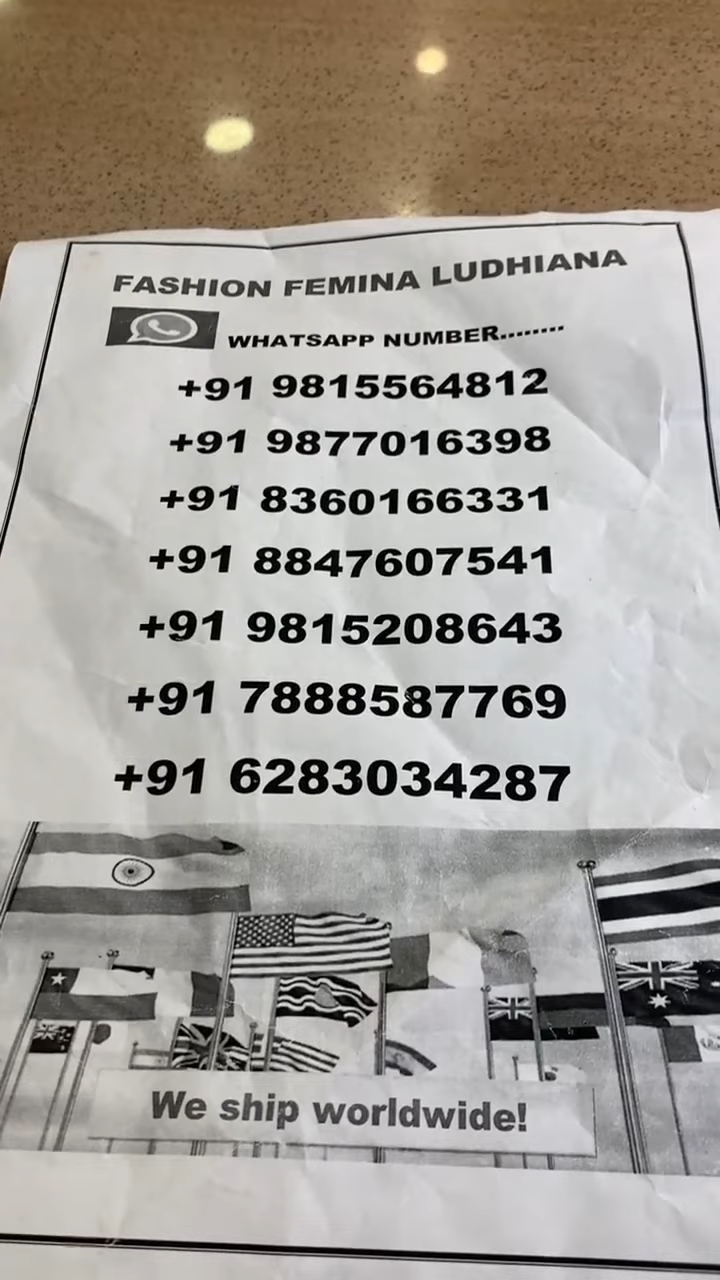 FASHION FEMINA LUDHIANA
WHATSAPP NUMBER........
+91 9815564812
+91 9877016398
+91 8360166331
+91 8847607541
+91 9815208643
+91 7888587769
+91 6283034287
We ship worldwide!